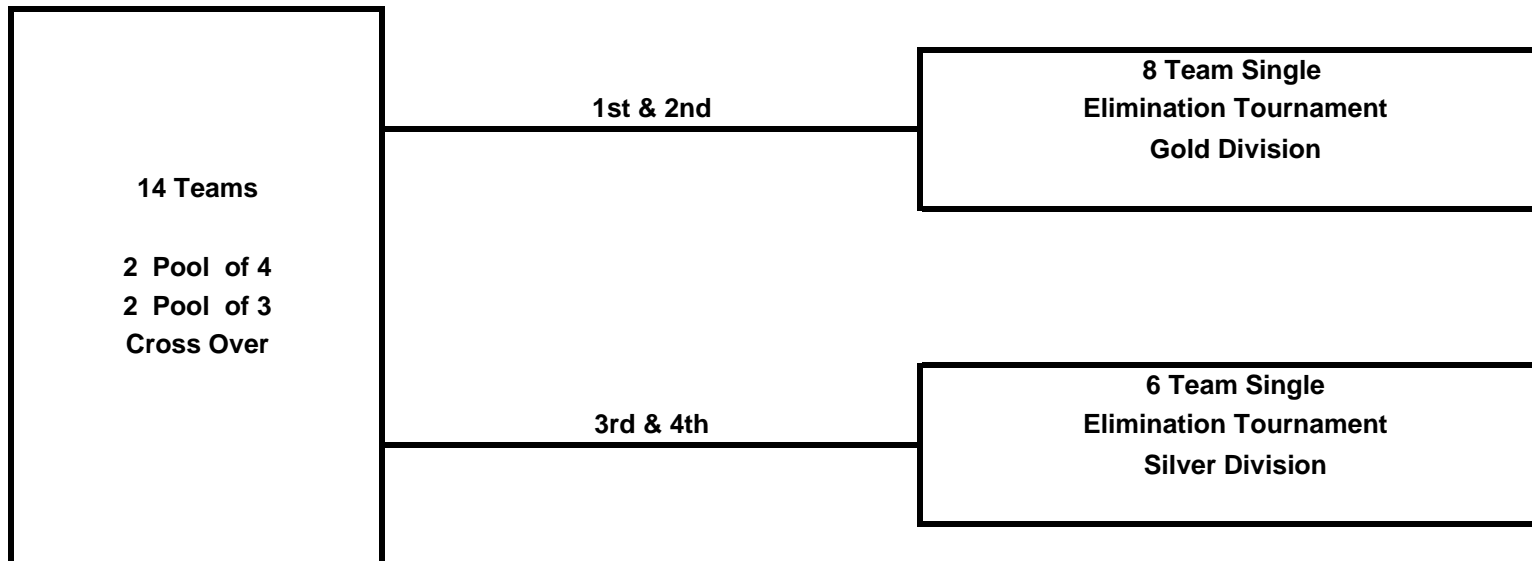 14 Teams
2 Pool of 4
2 Pool of 3
Cross Over
1st & 2nd
8 Team Single
Elimination Tournament
Gold Division
3rd & 4th
6 Team Single
Elimination Tournament
Silver Division